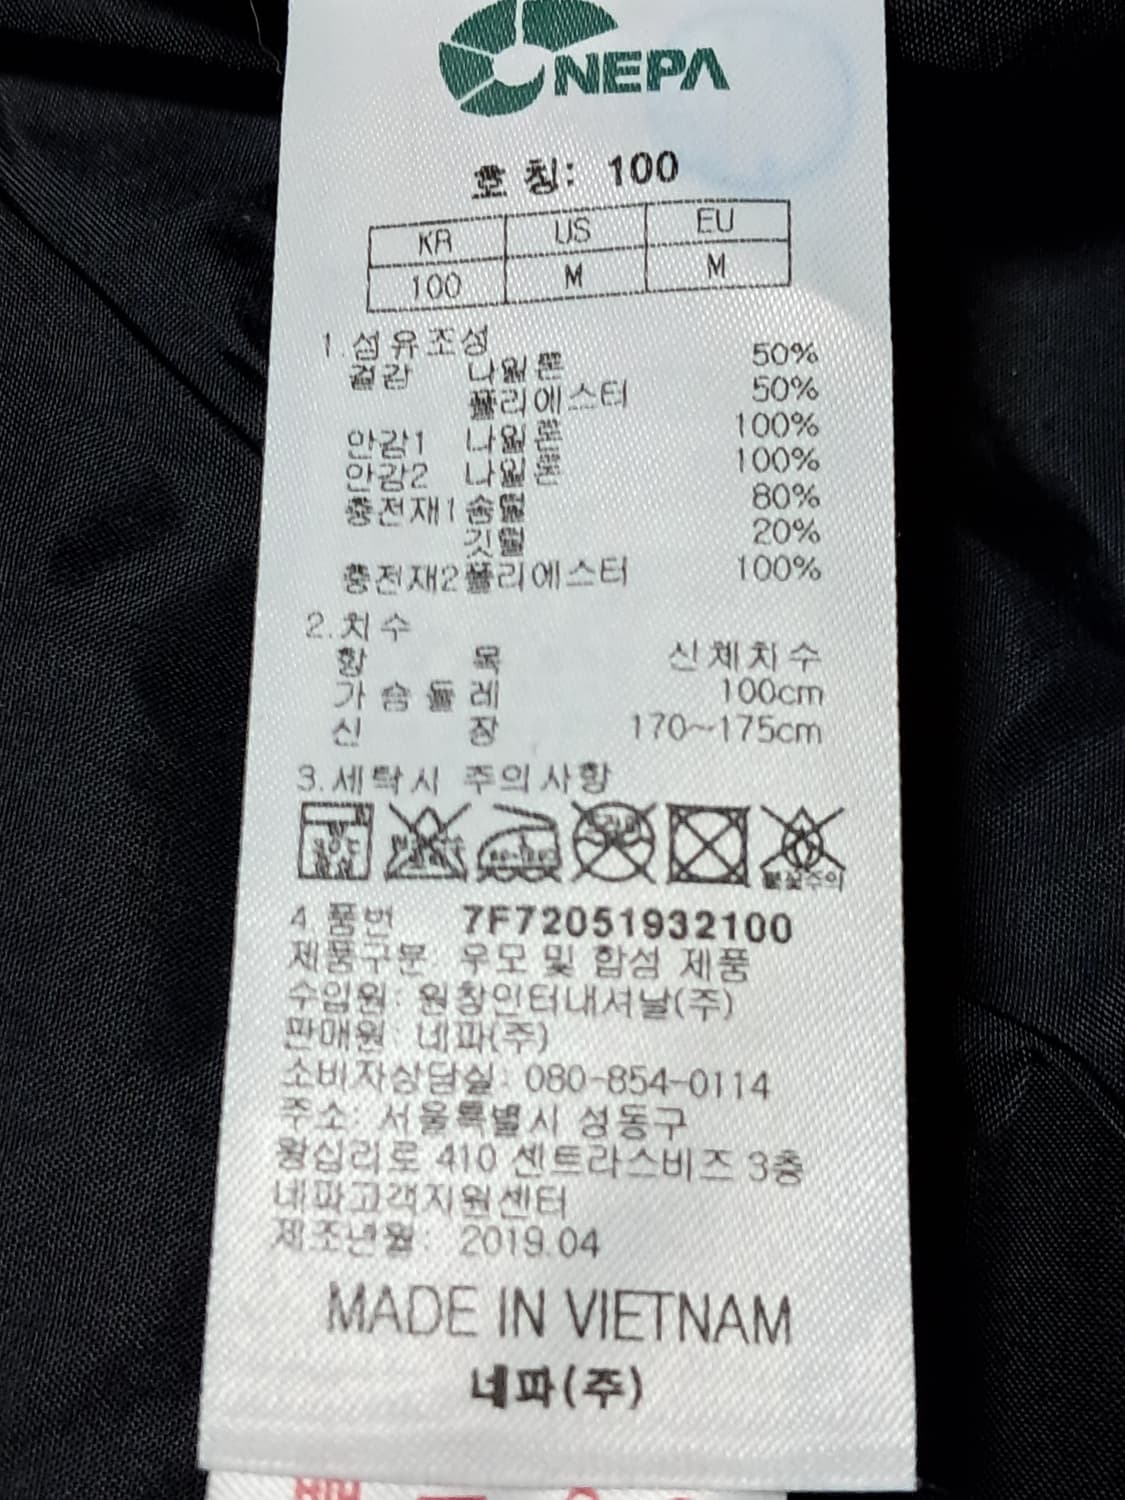 NEPA
호 칭: 100
KR US EU
100 M M
1.섬유조성
겉감 나일론 50%
폴리에스터 50%
안감1 나일론 100%
안감2 나일론 100%
충전재1 솜털 80%
깃털 20%
충전재2 폴리에스터 100%
2.치수
항 목 신체치수
가슴둘레 100cm
신 장 170~175cm
3.세탁시 주의사항
30℃
불꽃주의
4.품번 7F72051932100
제품구분: 우모 및 합섬 제품
수입원: 원창인터내셔날(주)
판매원: 네파(주)
소비자상담실: 080-854-0114
주소: 서울특별시 성동구
왕십리로 410 센트라스비즈 3층
네파고객지원센터
제조년월: 2019.04
MADE IN VIETNAM
네파(주)